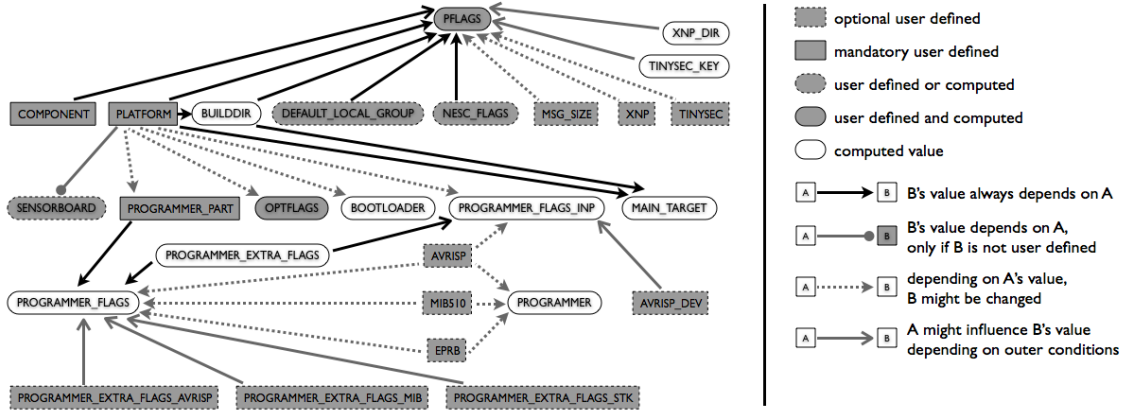 PFLAGS
XNP_DIR
TINYSEC_KEY
COMPONENT
PLATFORM
BUILDDIR
DEFAULT_LOCAL_GROUP
NESC_FLAGS
MSG_SIZE
XNP
TINYSEC
SENSORBOARD
PROGRAMMER_PART
OPTFLAGS
BOOTLOADER
PROGRAMMER_FLAGS_INP
MAIN_TARGET
PROGRAMMER_EXTRA_FLAGS
AVRISP
PROGRAMMER_FLAGS
MIB510
PROGRAMMER
AVRISP_DEV
EPRB
PROGRAMMER_EXTRA_FLAGS_AVRISP
PROGRAMMER_EXTRA_FLAGS_MIB
PROGRAMMER_EXTRA_FLAGS_STK
optional user defined
mandatory user defined
user defined or computed
user defined and computed
computed value
A B B's value always depends on A
A B B's value depends on A,
only if B is not user defined
A B depending on A's value,
B might be changed
A B A might influence B's value
depending on outer conditions